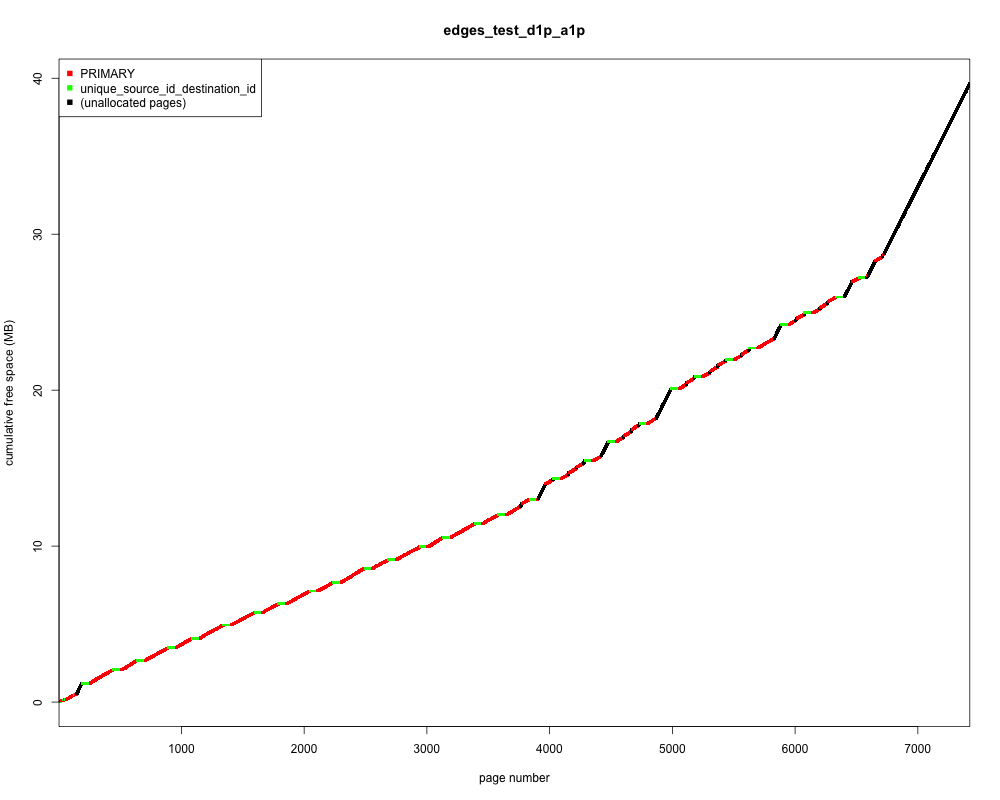 edges_test_d1p_a1p
PRIMARY
unique_source_id_destination_id
(unallocated pages)
cumulative free space (MB)
40
30
20
10
0
1000 2000 3000 4000 5000 6000 7000
page number